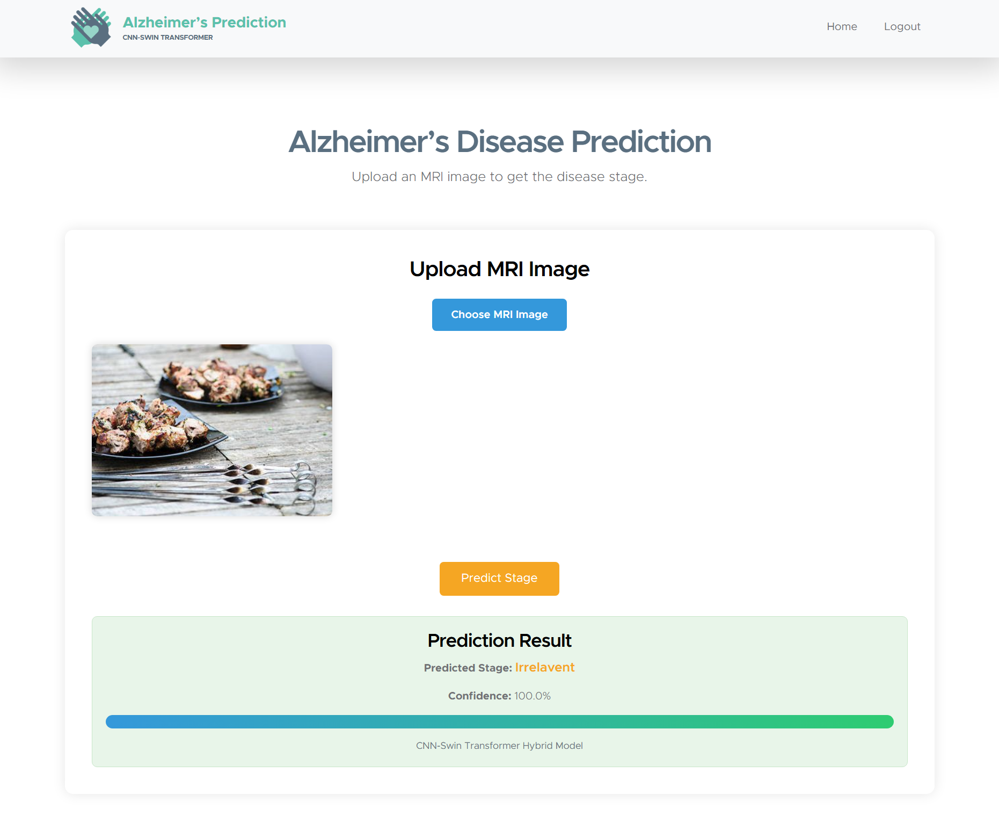 Alzheimer's Prediction
CNN-SWIN TRANSFORMER
Home
Logout
Alzheimer's Disease Prediction
Upload an MRI image to get the disease stage.
Upload MRI Image
Choose MRI Image
Predict Stage
Prediction Result
Predicted Stage: Irrelavent
Confidence: 100.0%
CNN-Swin Transformer Hybrid Model